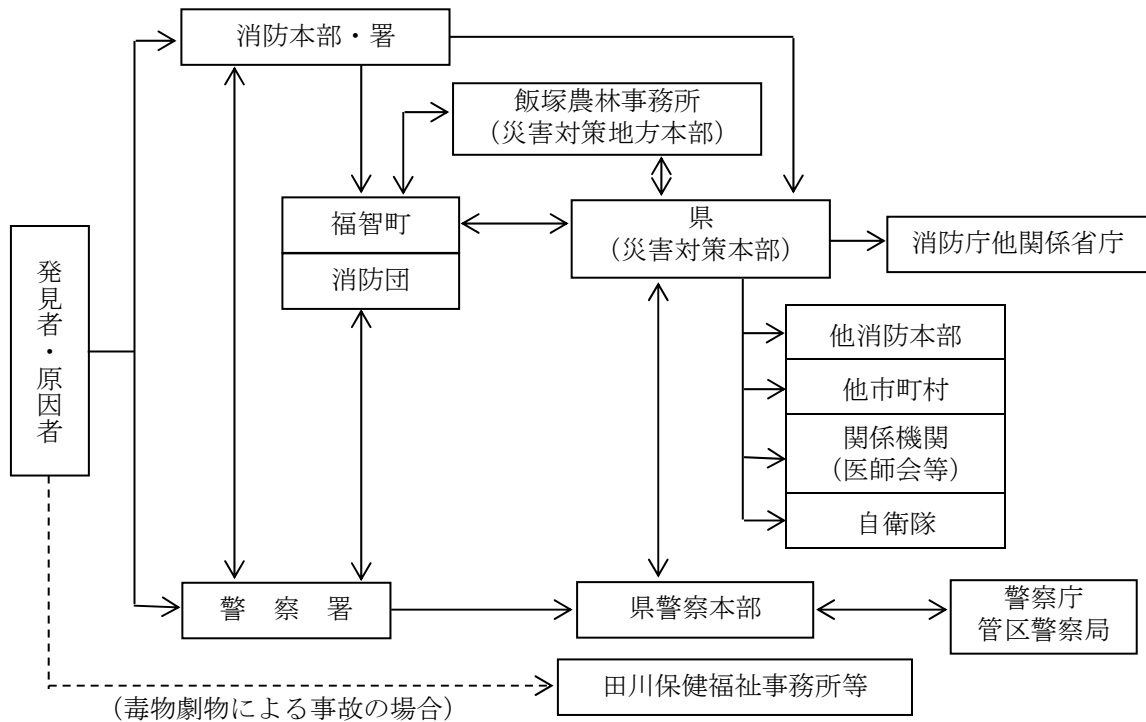 消防本部・署
飯塚農林事務所
（災害対策地方本部）
福智町
消防団
県
（災害対策本部）
消防庁他関係省庁
発見者・原因者
他消防本部
他市町村
関係機関
（医師会等）
自衛隊
警　察　署
県警察本部
警察庁
管区警察局
田川保健福祉事務所等
（毒物劇物による事故の場合）